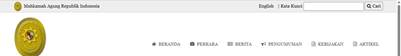 Mahkamah Agung Republik Indonesia English | Kata Kunci Cari
BERANDA PERKARA BERITA PENGUMUMAN KEBIJAKAN ARTIKEL